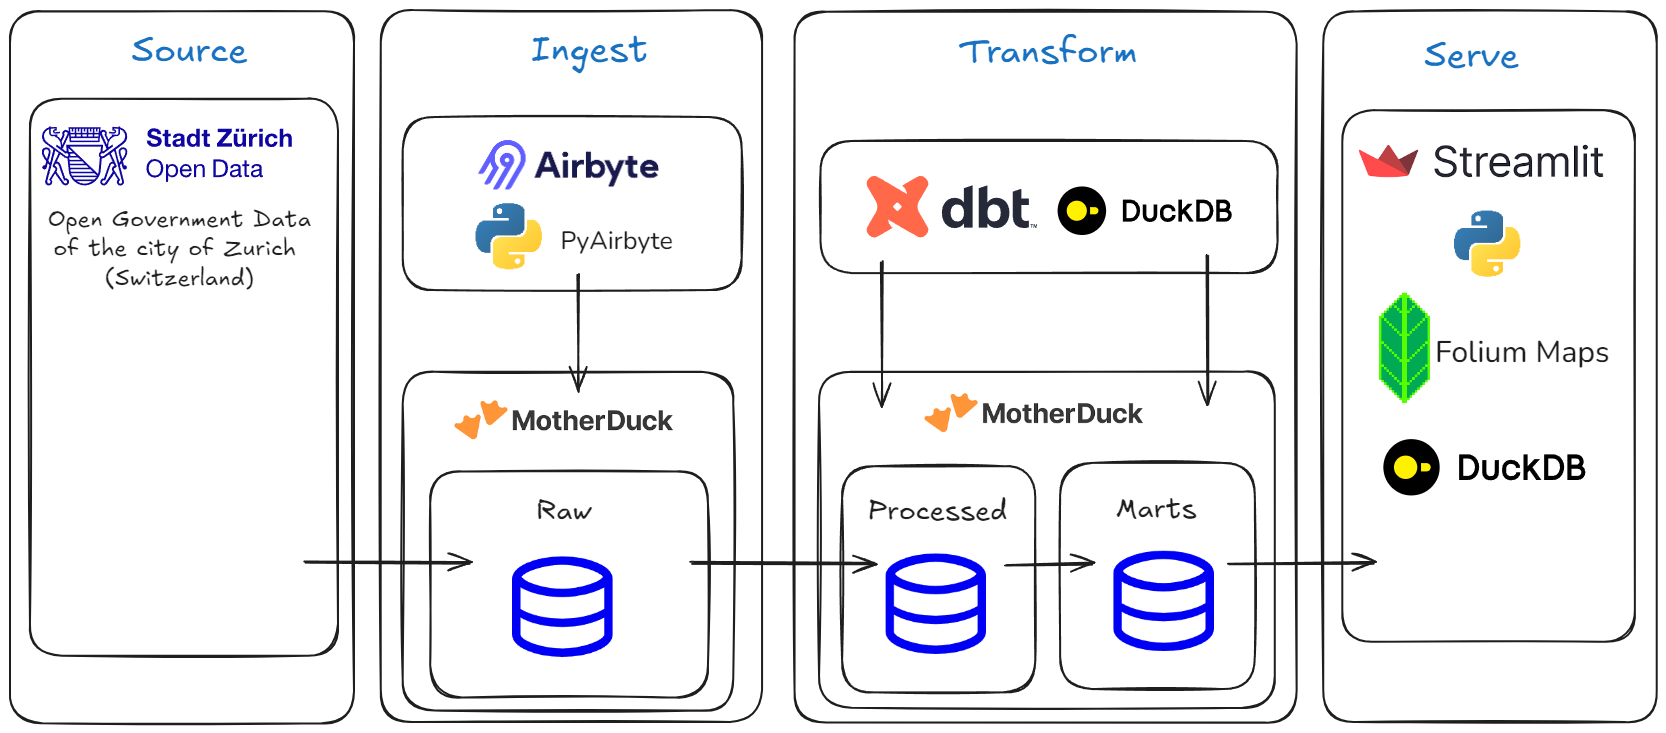 Source
Stadt Zürich
Open Data
Open Government Data
of the city of Zurich
(Switzerland)
Ingest
Airbyte
PyAirbyte
MotherDuck
Raw
Transform
dbt™
DuckDB
MotherDuck
Processed
Marts
Serve
Streamlit
Folium Maps
DuckDB